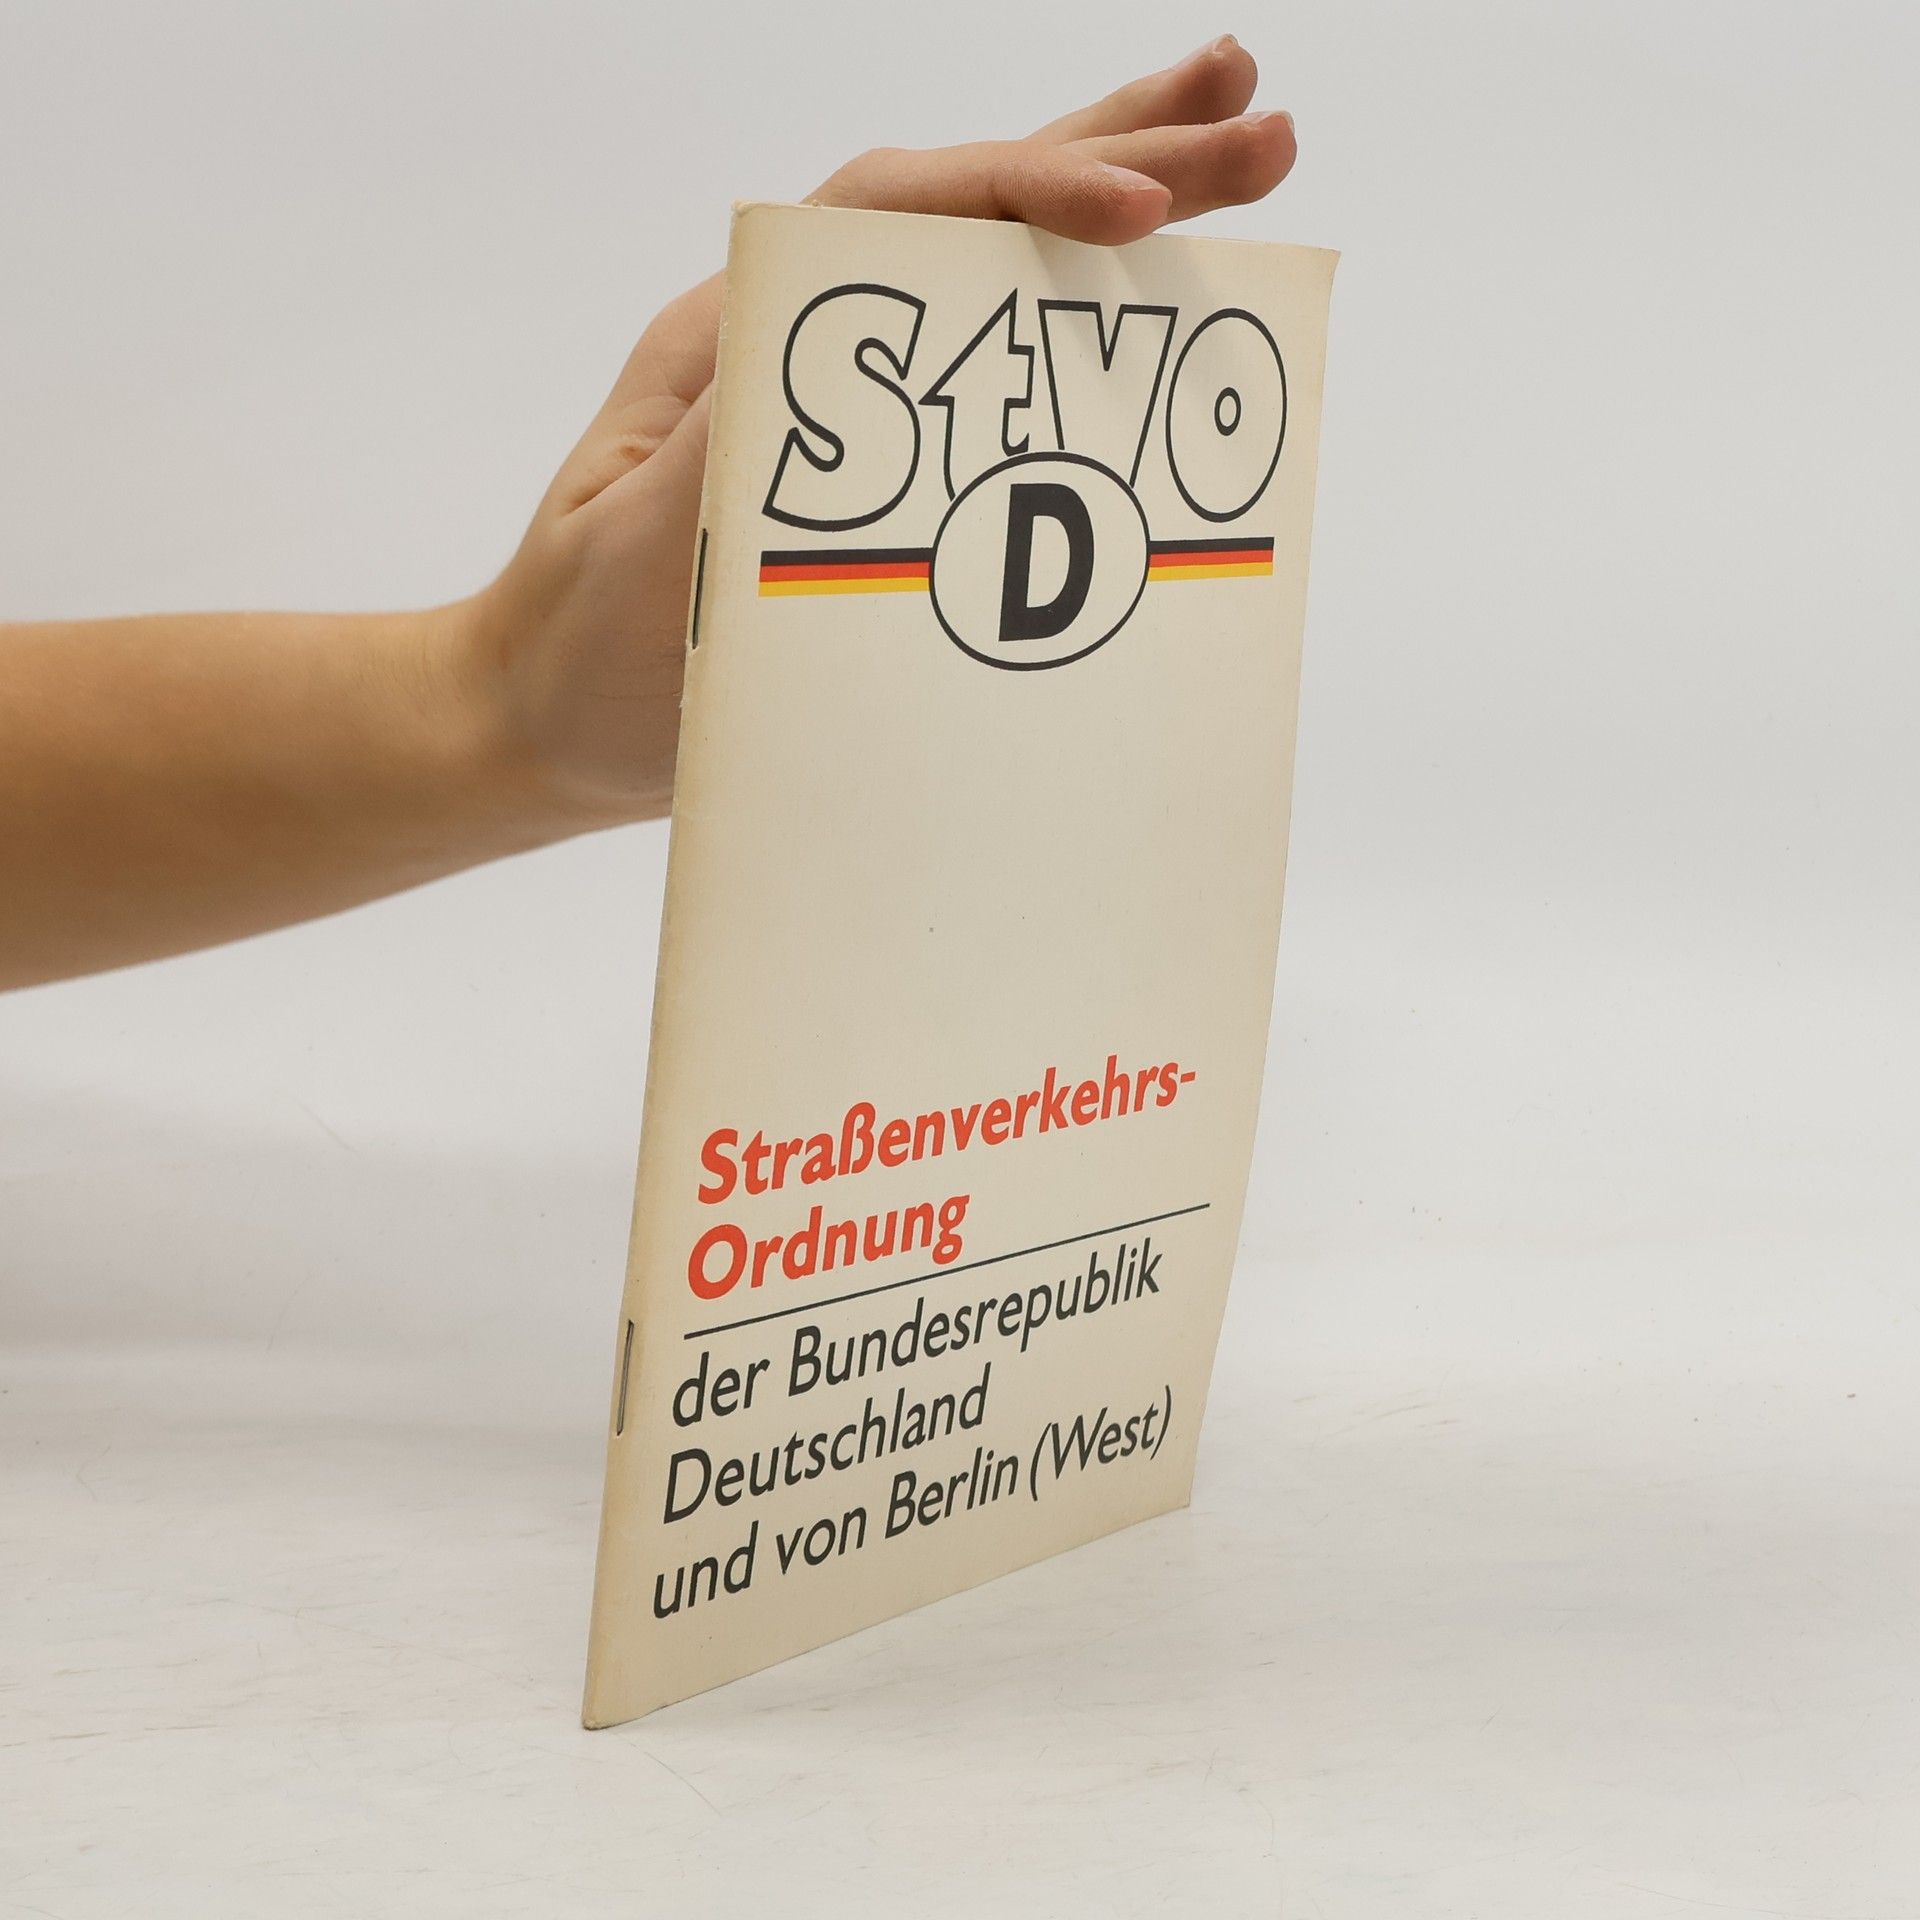 StVO
D
Straßenverkehrs-
Ordnung
der Bundesrepublik
Deutschland
und von Berlin (West)